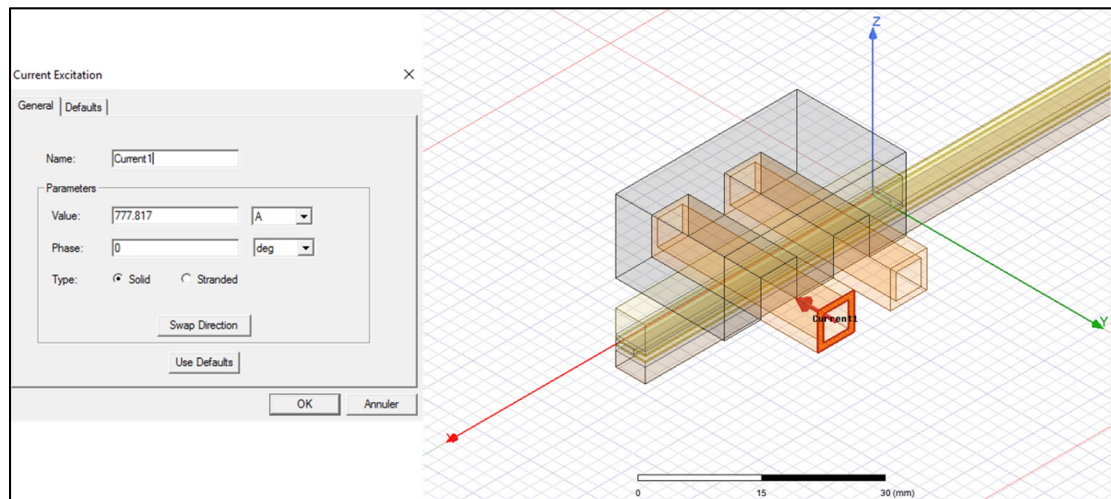 Current Excitation
General Defaults
Name: Current1
Parameters
Value: 777.817 A
Phase: 0 deg
Type: Solid Stranded
Swap Direction
Use Defaults
OK Annuler
Z
Current1
Y
X
0 15 30 (mm)